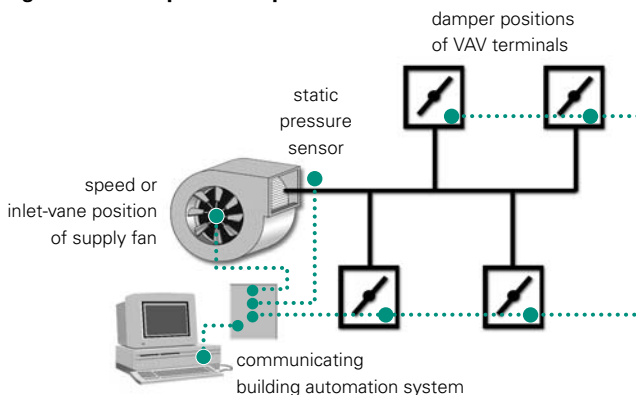 damper positions
of VAV terminals
static
pressure
sensor
speed or
inlet-vane position
of supply fan
communicating
building automation system